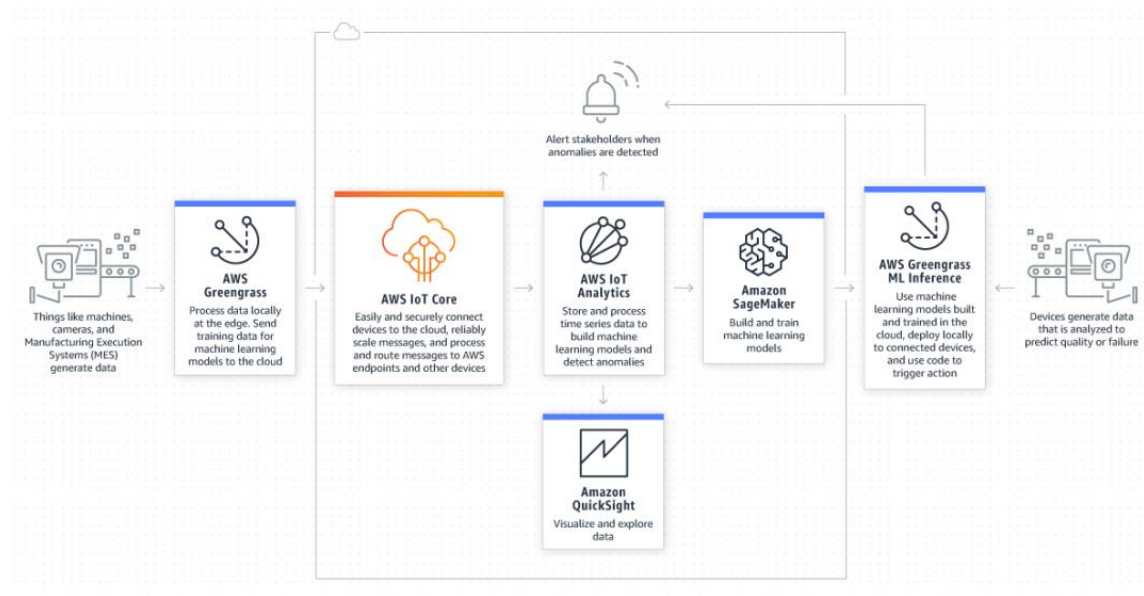 Alert stakeholders when
anomalies are detected
Things like machines,
cameras, and
Manufacturing Execution
Systems (MES)
generate data
AWS
Greengrass
Process data locally
at the edge. Send
training data for
machine learning
models to the cloud
AWS IoT Core
Easily and securely connect
devices to the cloud, reliably
scale messages, and process
and route messages to AWS
endpoints and other devices
AWS IoT
Analytics
Store and process
time series data to
build machine
learning models and
detect anomalies
Amazon
SageMaker
Build and train
machine learning
models
AWS Greengrass
ML Inference
Use machine
learning models built
and trained in the
cloud, deploy locally
to connected devices,
and use code to
trigger action
Devices generate data
that is analyzed to
predict quality or failure
Amazon
QuickSight
Visualize and explore
data